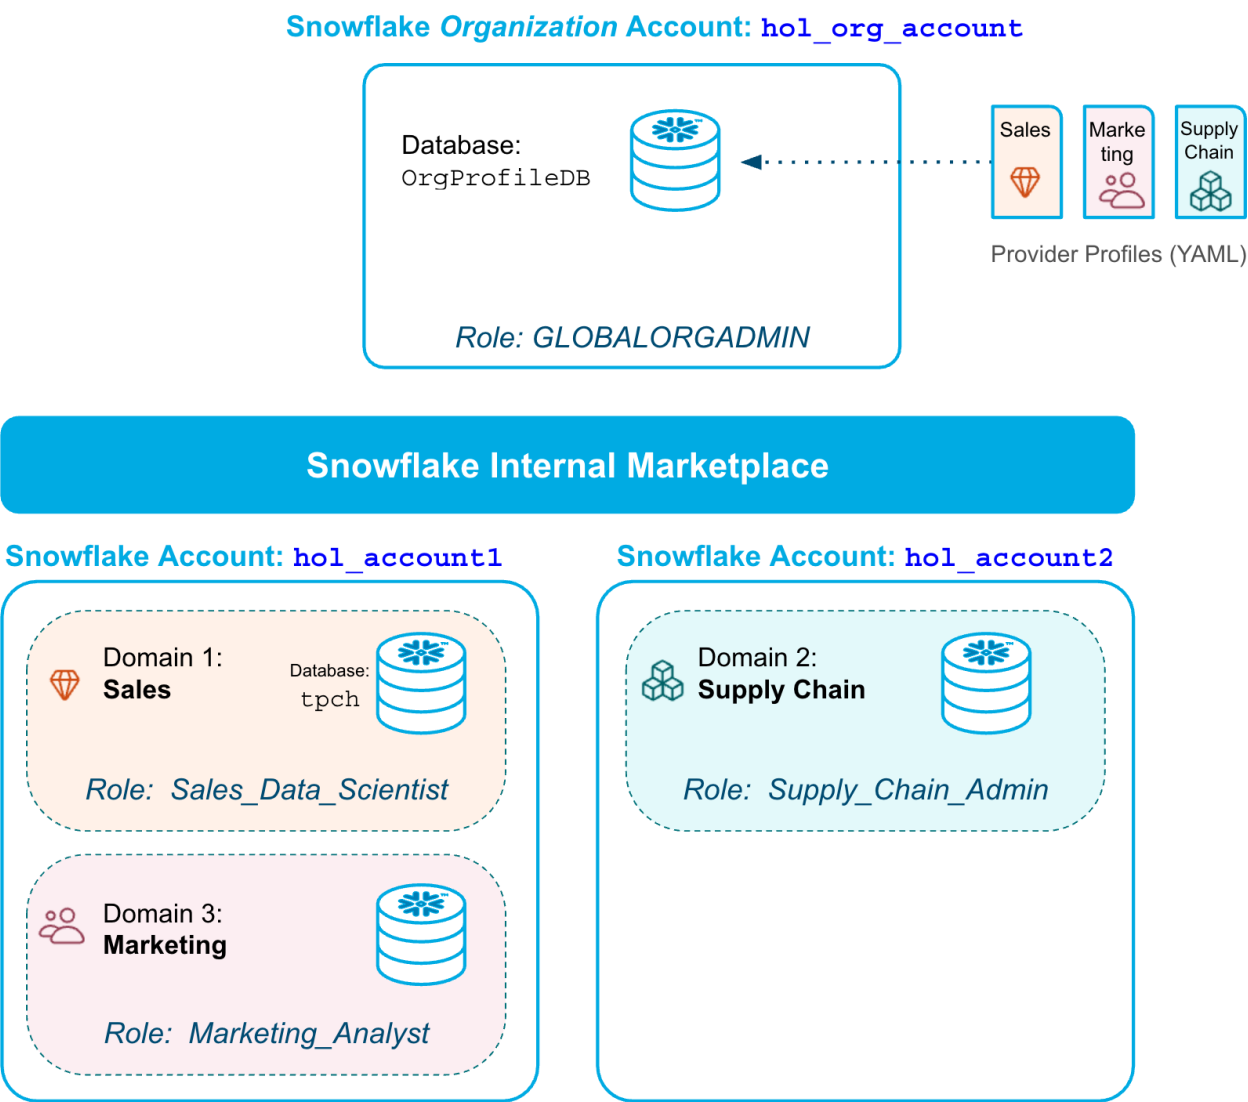 Snowflake Organization Account: hol_org_account
Database:
OrgProfileDB
Sales
Marke
ting
Supply
Chain
Provider Profiles (YAML)
Role: GLOBALORGADMIN
Snowflake Internal Marketplace
Snowflake Account: hol_account1
Domain 1:
Sales
Database:
tpch
Role: Sales_Data_Scientist
Domain 3:
Marketing
Role: Marketing_Analyst
Snowflake Account: hol_account2
Domain 2:
Supply Chain
Role: Supply_Chain_Admin